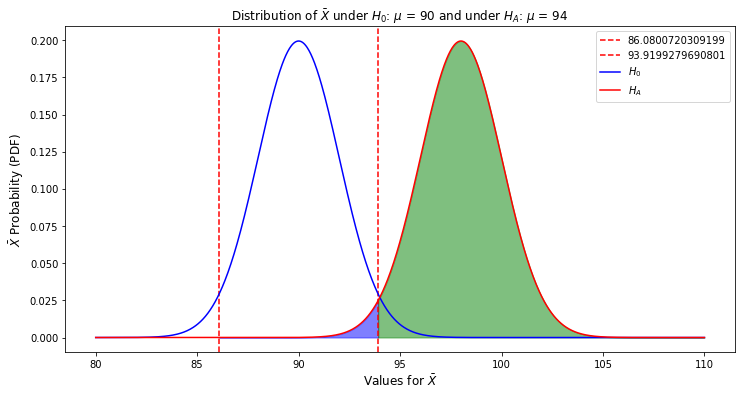 Distribution of X̄ under H₀: μ = 90 and under H_A: μ = 94
86.0800720309199
93.9199279690801
H₀
H_A
X̄ Probability (PDF)
0.200
0.175
0.150
0.125
0.100
0.075
0.050
0.025
0.000
80 85 90 95 100 105 110
Values for X̄